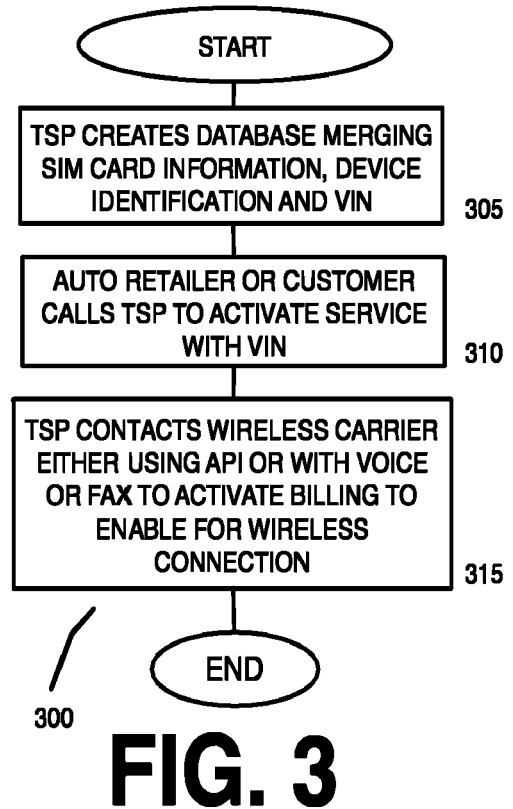 START
TSP CREATES DATABASE MERGING
SIM CARD INFORMATION, DEVICE
IDENTIFICATION AND VIN
305
AUTO RETAILER OR CUSTOMER
CALLS TSP TO ACTIVATE SERVICE
WITH VIN
310
TSP CONTACTS WIRELESS CARRIER
EITHER USING API OR WITH VOICE
OR FAX TO ACTIVATE BILLING TO
ENABLE FOR WIRELESS
CONNECTION
315
END
300
FIG. 3